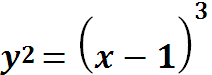 y² = (x − 1)³